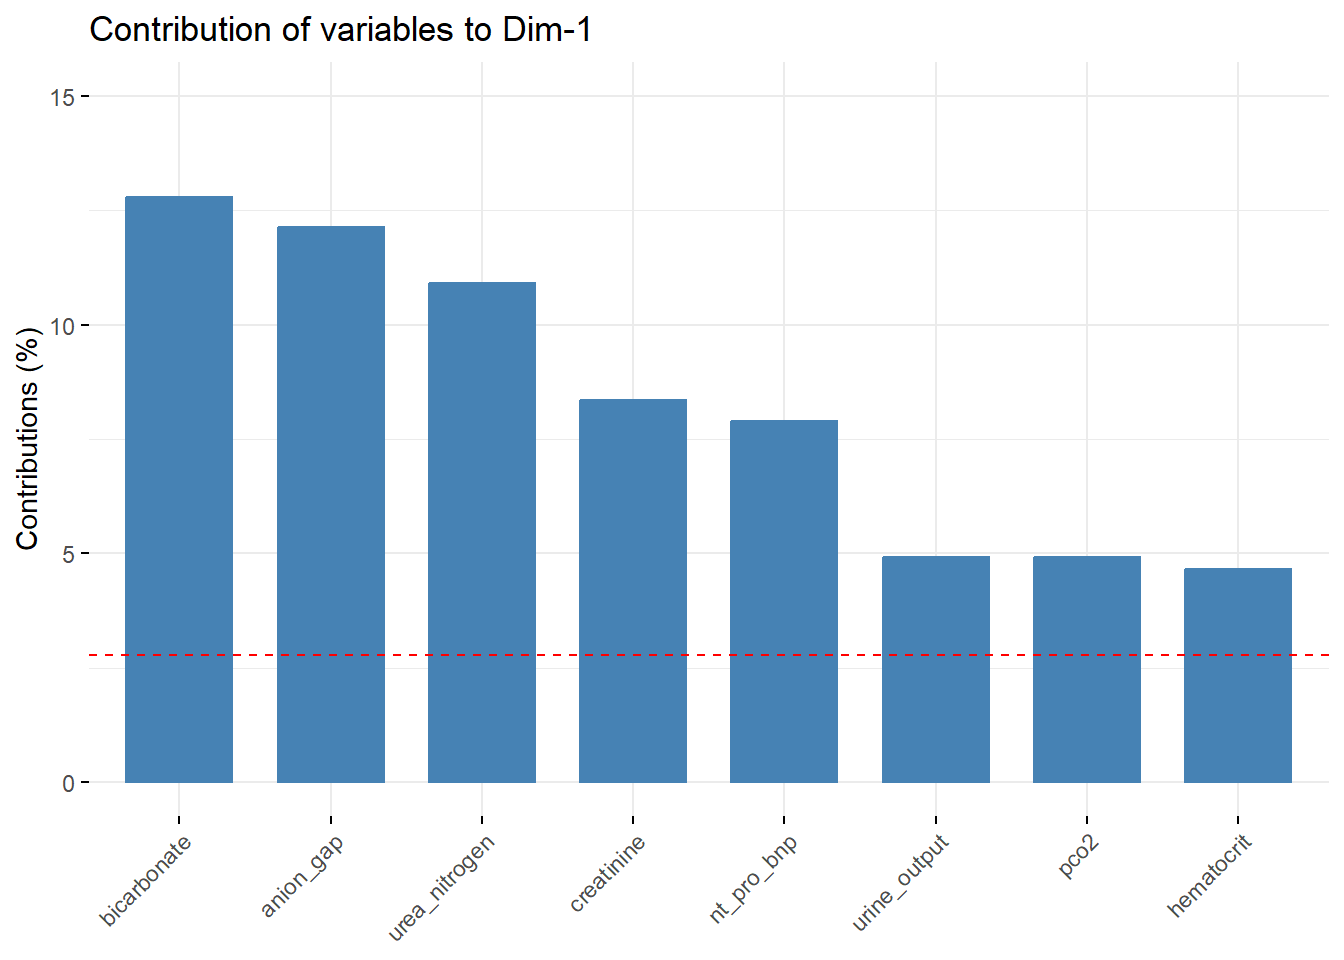 Contribution of variables to Dim-1
Contributions (%)
15
10
5
0
bicarbonate
anion_gap
urea_nitrogen
creatinine
nt_pro_bnp
urine_output
pco2
hematocrit